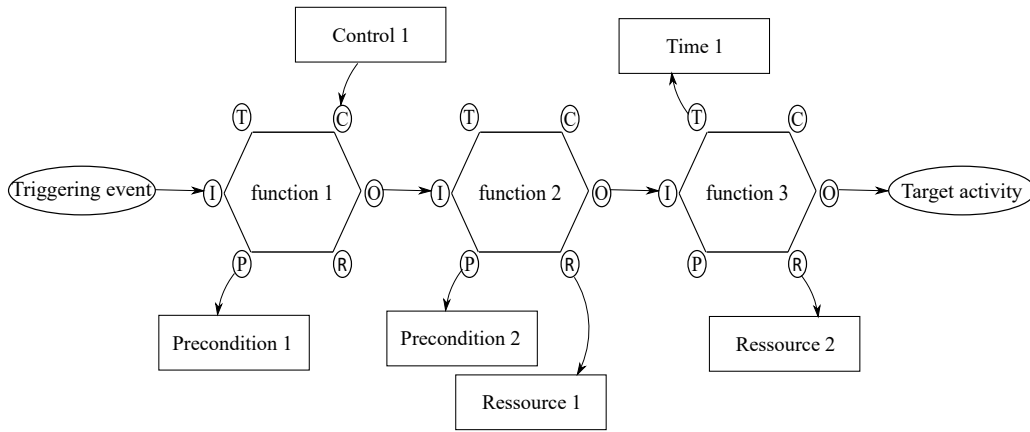 Control 1
Time 1
T
C
T
C
T
C
Triggering event
I
function 1
O
I
function 2
O
I
function 3
O
Target activity
P
R
P
R
P
R
Precondition 1
Precondition 2
Ressource 2
Ressource 1